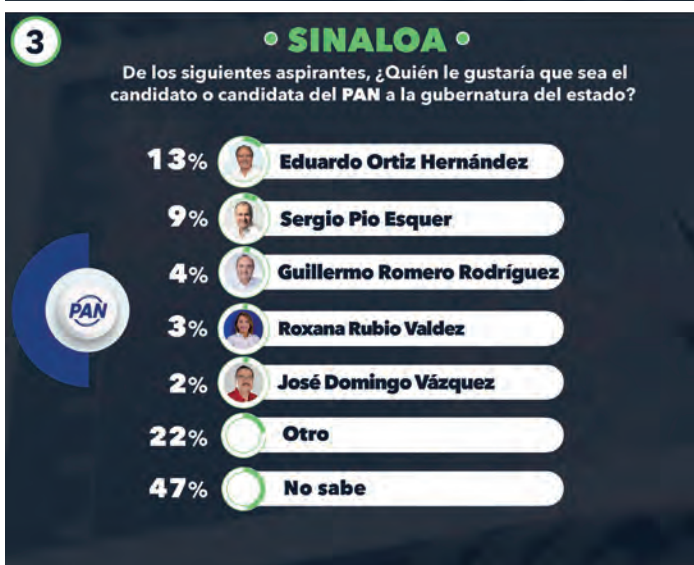 3
SINALOA
De los siguientes aspirantes, ¿Quién le gustaría que sea el
candidato o candidata del PAN a la gubernatura del estado?
13% Eduardo Ortiz Hernández
9% Sergio Pio Esquer
4% Guillermo Romero Rodríguez
PAN
3% Roxana Rubio Valdez
2% José Domingo Vázquez
22% Otro
47% No sabe